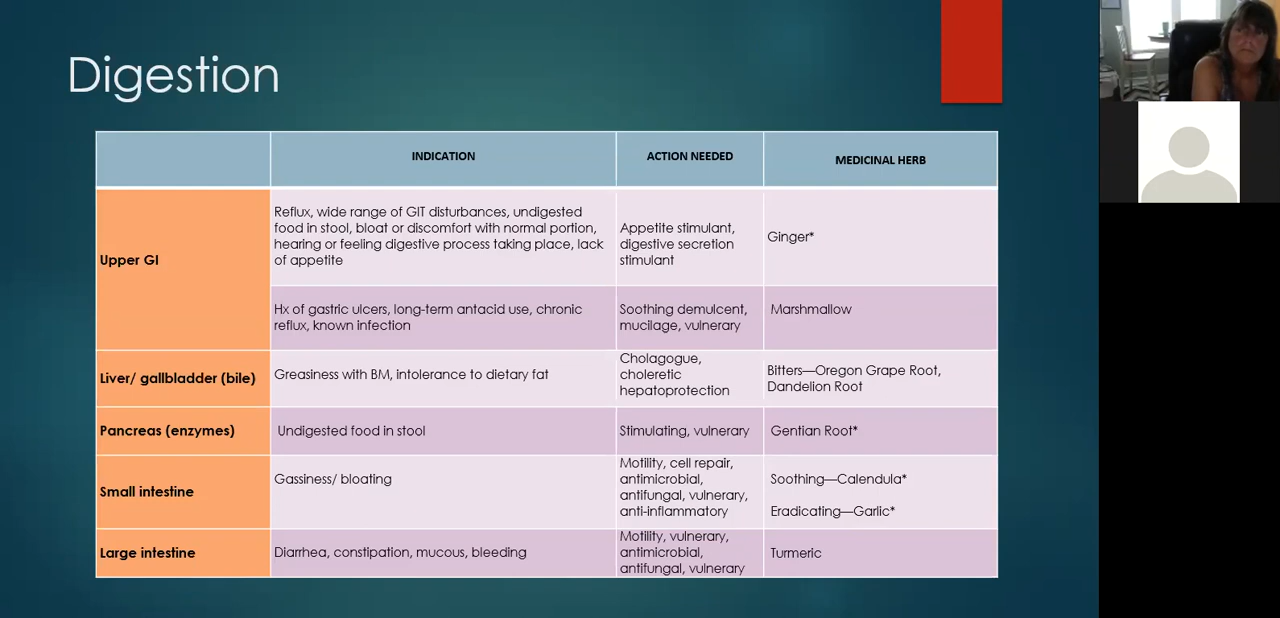 Digestion
INDICATION
ACTION NEEDED
MEDICINAL HERB
Upper GI
Reflux, wide range of GIT disturbances, undigested
food in stool, bloat or discomfort with normal portion,
hearing or feeling digestive process taking place, lack
of appetite
Appetite stimulant,
digestive secretion
stimulant
Ginger*
Hx of gastric ulcers, long-term antacid use, chronic
reflux, known infection
Soothing demulcent,
mucilage, vulnerary
Marshmallow
Liver/ gallbladder (bile)
Greasiness with BM, intolerance to dietary fat
Cholagogue,
choleretic
hepatoprotection
Bitters—Oregon Grape Root,
Dandelion Root
Pancreas (enzymes)
Undigested food in stool
Stimulating, vulnerary
Gentian Root*
Small intestine
Gassiness/ bloating
Motility, cell repair,
antimicrobial,
antifungal, vulnerary,
anti-inflammatory
Soothing—Calendula*
Eradicating—Garlic*
Large intestine
Diarrhea, constipation, mucous, bleeding
Motility, vulnerary,
antimicrobial,
antifungal, vulnerary
Turmeric